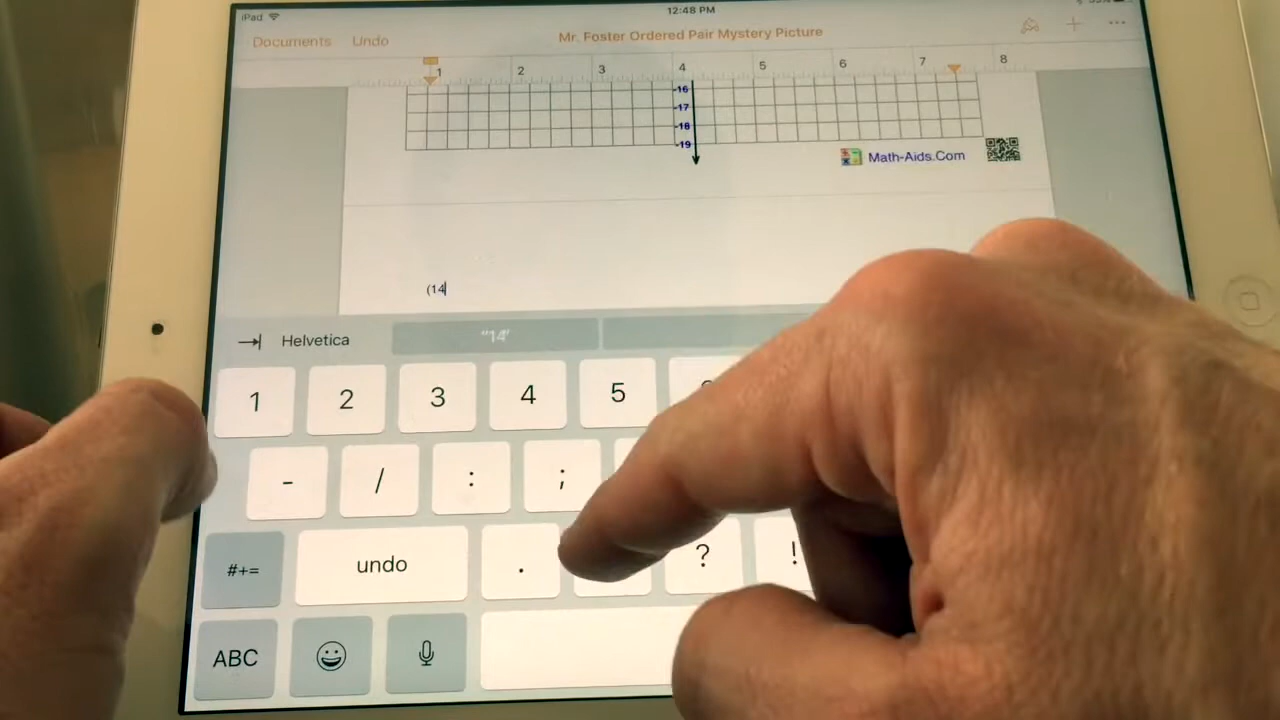 iPad 12:48 PM
Documents Undo Mr. Foster Ordered Pair Mystery Picture
1 2 3 4 5 6 7 8
-16
-17
-18
-19
Math-Aids.Com
(14
Helvetica "14"
1 2 3 4 5
- / : ;
#+= undo . ? !
ABC